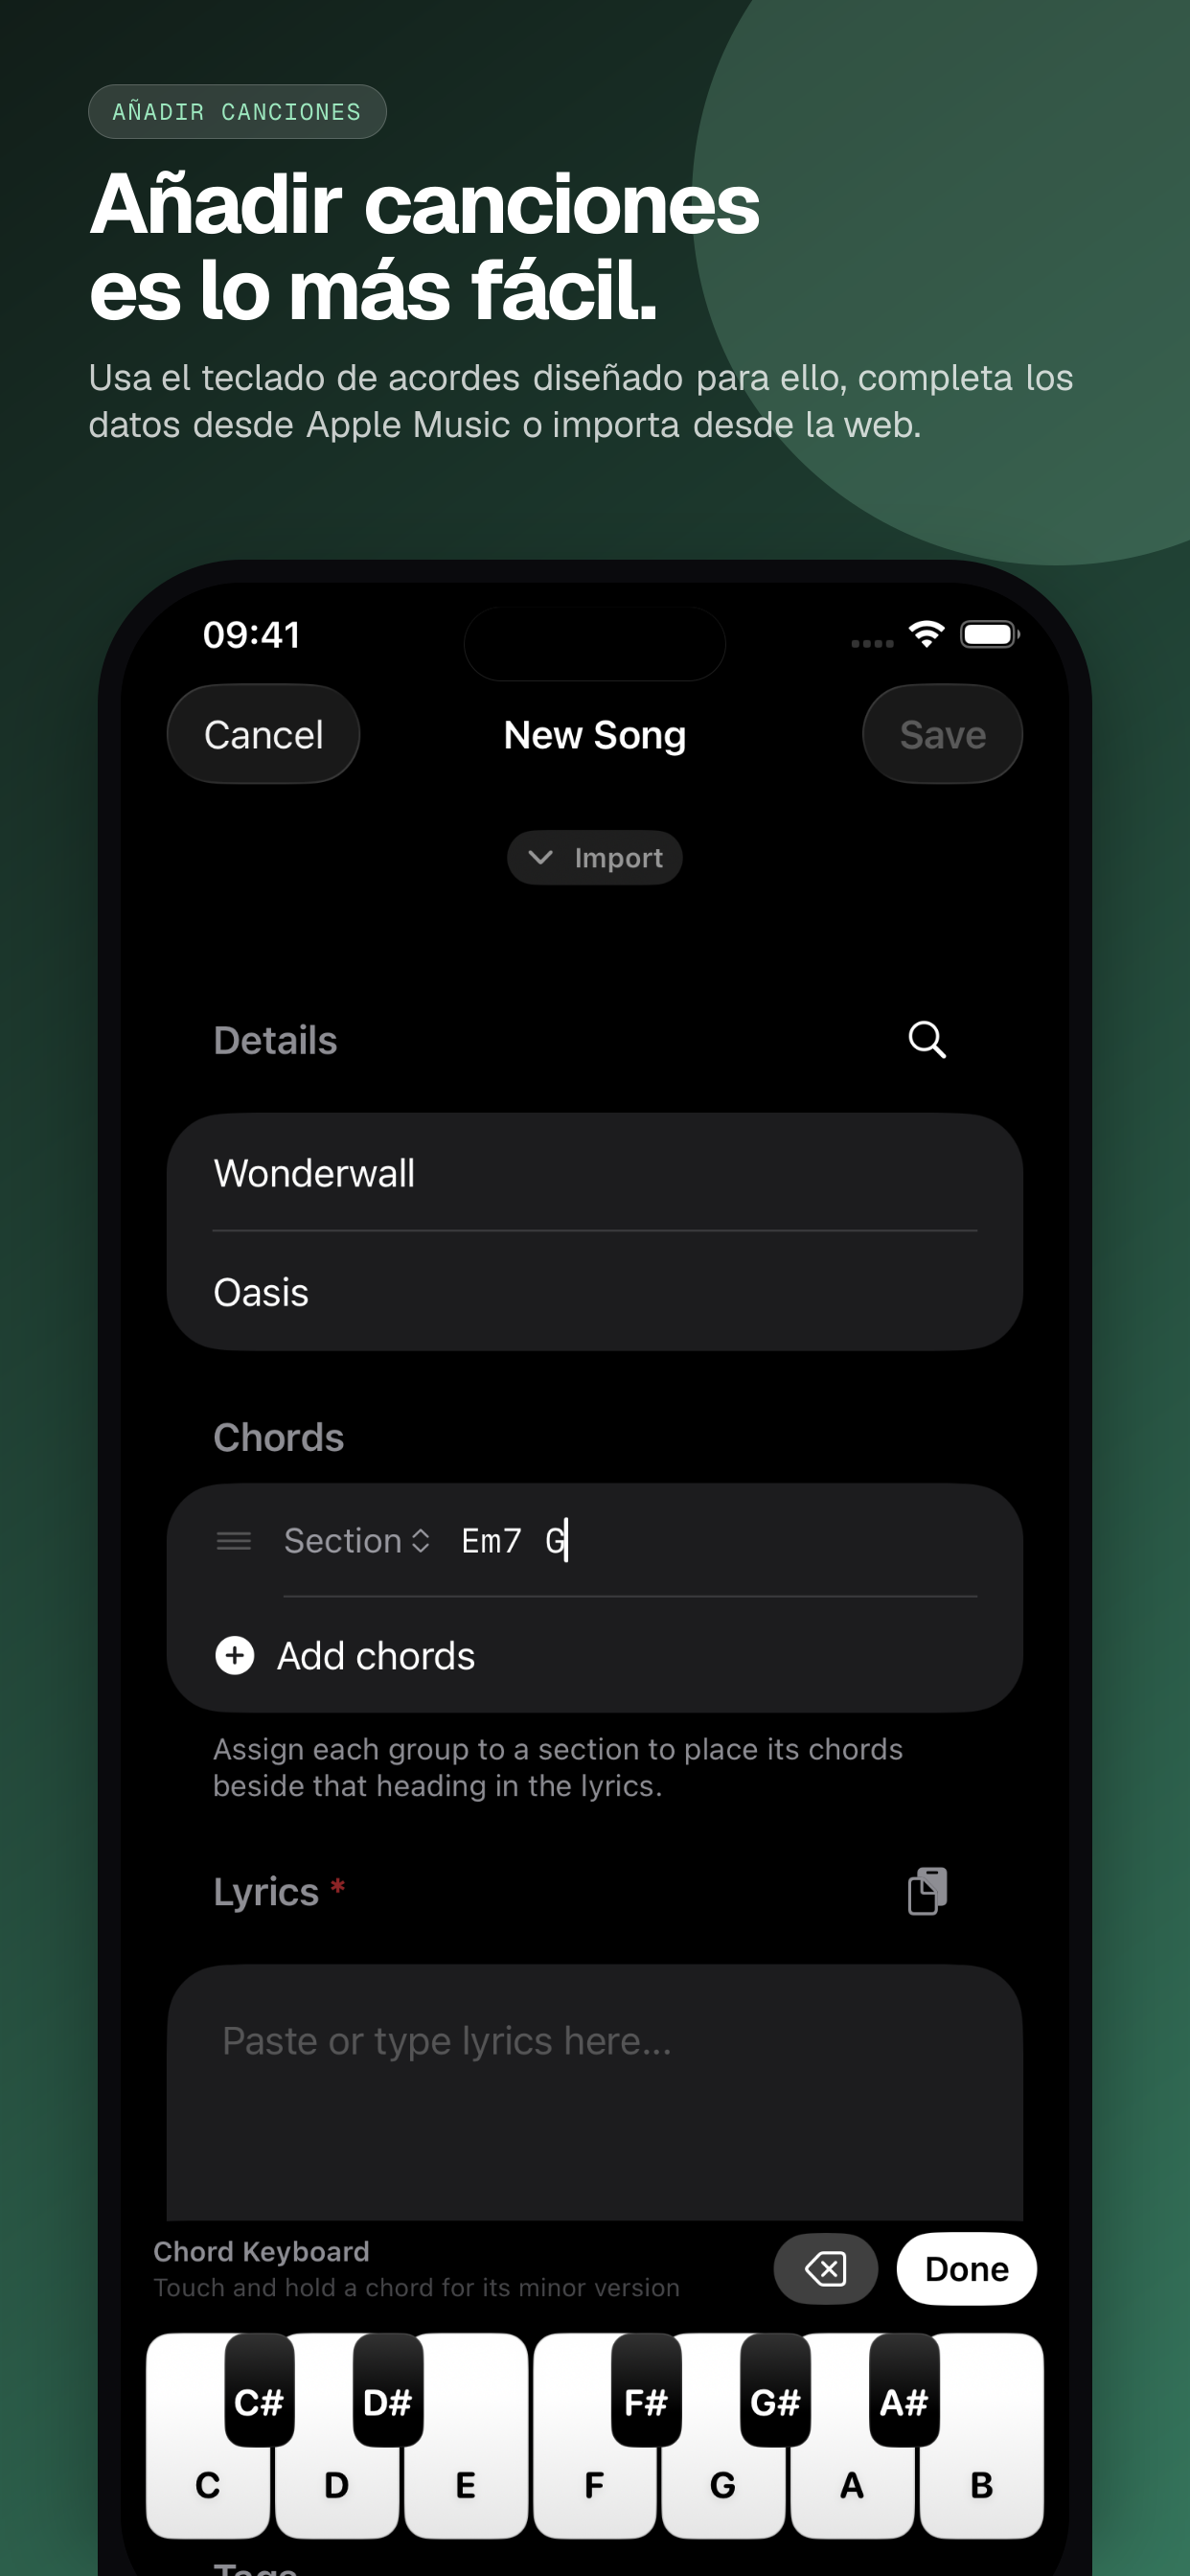 AÑADIR CANCIONES
Añadir canciones
es lo más fácil.
Usa el teclado de acordes diseñado para ello, completa los
datos desde Apple Music o importa desde la web.
09:41
Cancel
New Song
Save
Import
Details
Wonderwall
Oasis
Chords
Section Em7 G
Add chords
Assign each group to a section to place its chords
beside that heading in the lyrics.
Lyrics *
Paste or type lyrics here...
Chord Keyboard
Touch and hold a chord for its minor version
Done
C# D# F# G# A#
C D E F G A B
Tags